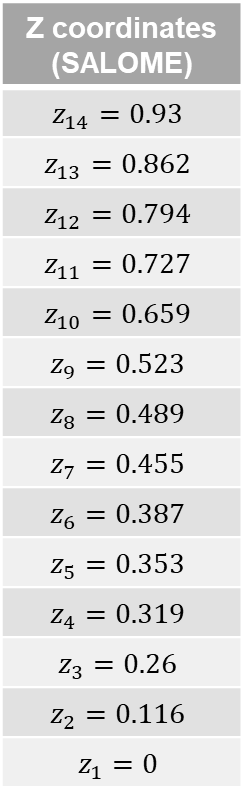 Z coordinates
(SALOME)
z₁₄ = 0.93
z₁₃ = 0.862
z₁₂ = 0.794
z₁₁ = 0.727
z₁₀ = 0.659
z₉ = 0.523
z₈ = 0.489
z₇ = 0.455
z₆ = 0.387
z₅ = 0.353
z₄ = 0.319
z₃ = 0.26
z₂ = 0.116
z₁ = 0